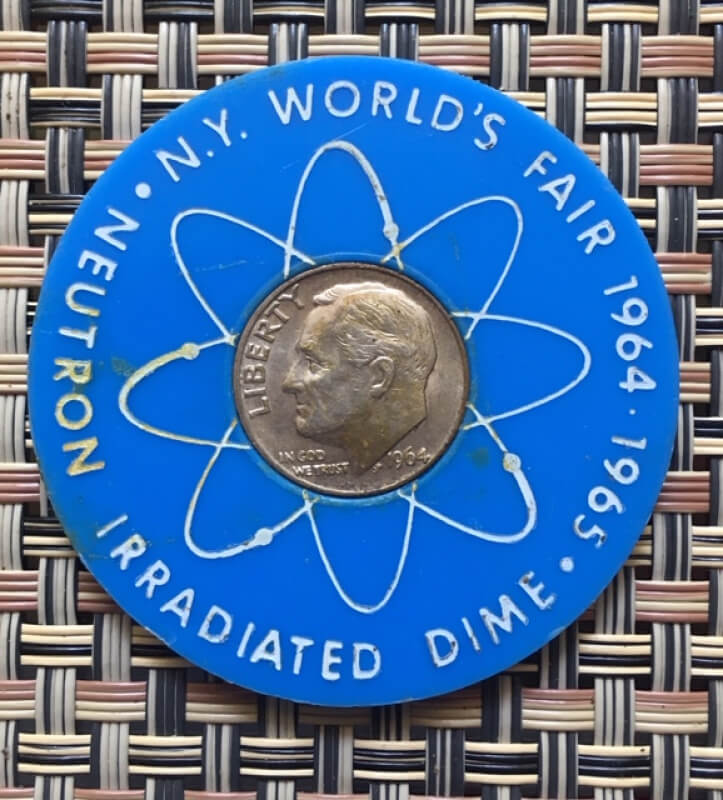 N.Y. WORLD'S FAIR 1964 · 1965 ·
NEUTRON IRRADIATED DIME ·
LIBERTY
IN GOD
WE TRUST
1964